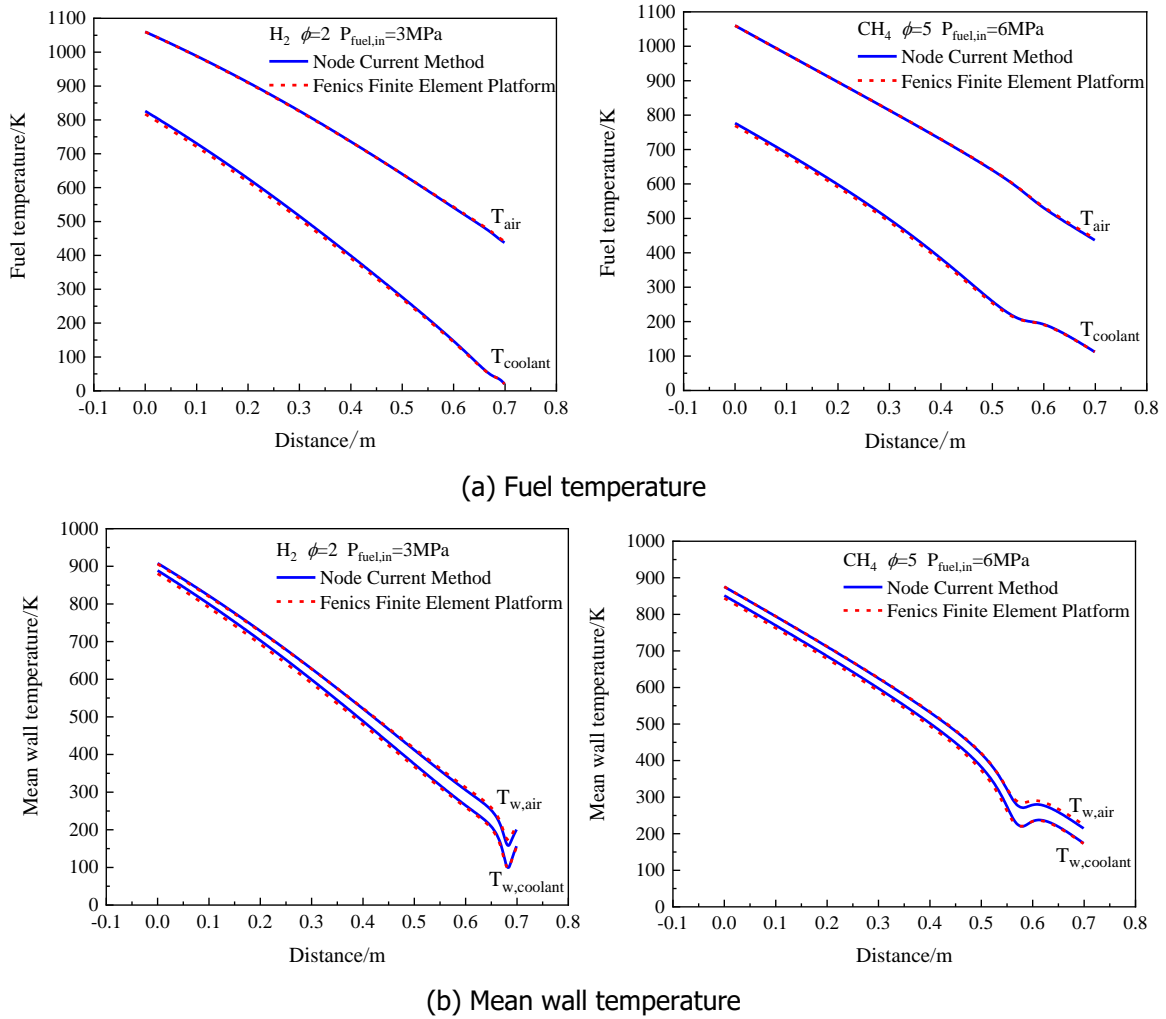 H2 ϕ=2 Pfuel,in=3MPa
Node Current Method
Fenics Finite Element Platform
Fuel temperature/K
1100
1000
900
800
700
600
500
400
300
200
100
0
Tair
Tcoolant
-0.1 0.0 0.1 0.2 0.3 0.4 0.5 0.6 0.7 0.8
Distance/m
CH4 ϕ=5 Pfuel,in=6MPa
Node Current Method
Fenics Finite Element Platform
Fuel temperature/K
1100
1000
900
800
700
600
500
400
300
200
100
0
Tair
Tcoolant
-0.1 0.0 0.1 0.2 0.3 0.4 0.5 0.6 0.7 0.8
Distance/m
(a) Fuel temperature
H2 ϕ=2 Pfuel,in=3MPa
Node Current Method
Fenics Finite Element Platform
Mean wall temperature/K
1000
900
800
700
600
500
400
300
200
100
0
Tw,air
Tw,coolant
-0.1 0.0 0.1 0.2 0.3 0.4 0.5 0.6 0.7 0.8
Distance/m
CH4 ϕ=5 Pfuel,in=6MPa
Node Current Method
Fenics Finite Element Platform
Mean wall temperature/K
1000
900
800
700
600
500
400
300
200
100
0
Tw,air
Tw,coolant
-0.1 0.0 0.1 0.2 0.3 0.4 0.5 0.6 0.7 0.8
Distance/m
(b) Mean wall temperature